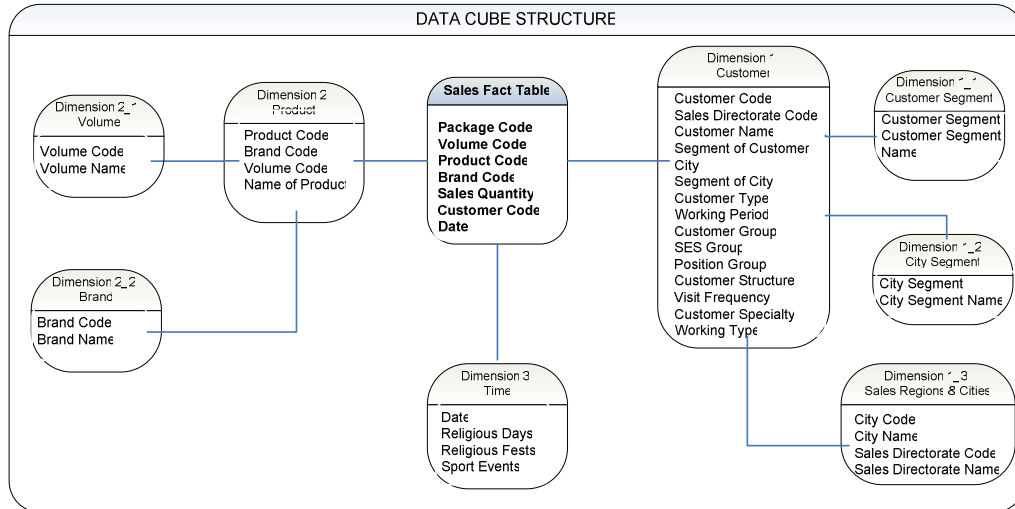 DATA CUBE STRUCTURE
Dimension 2_1
Volume
Volume Code
Volume Name
Dimension 2
Product
Product Code
Brand Code
Volume Code
Name of Product
Dimension 2_2
Brand
Brand Code
Brand Name
Sales Fact Table
Package Code
Volume Code
Product Code
Brand Code
Sales Quantity
Customer Code
Date
Dimension 3
Time
Date
Religious Days
Religious Fests
Sport Events
Dimension 1
Customer
Customer Code
Sales Directorate Code
Customer Name
Segment of Customer
City
Segment of City
Customer Type
Working Period
Customer Group
SES Group
Position Group
Customer Structure
Visit Frequency
Customer Specialty
Working Type
Dimension 1_1
Customer Segment
Customer Segment
Customer Segment
Name
Dimension 1_2
City Segment
City Segment
City Segment Name
Dimension 1_3
Sales Regions & Cities
City Code
City Name
Sales Directorate Code
Sales Directorate Name